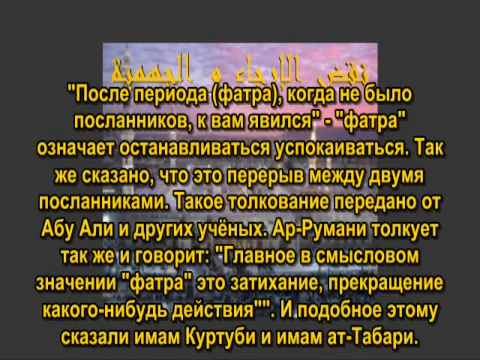 نقض الإرجاء و الجهمية
"После периода (фатра), когда не было
посланников, к вам явился" - "фатра"
означает останавливаться успокаиваться. Так
же сказано, что это перерыв между двумя
посланниками. Такое толкование передано от
Абу Али и других учёных. Ар-Румани толкует
так же и говорит: "Главное в смысловом
значении "фатра" это затихание, прекращение
какого-нибудь действия"". И подобное этому
сказали имам Куртуби и имам ат-Табари.